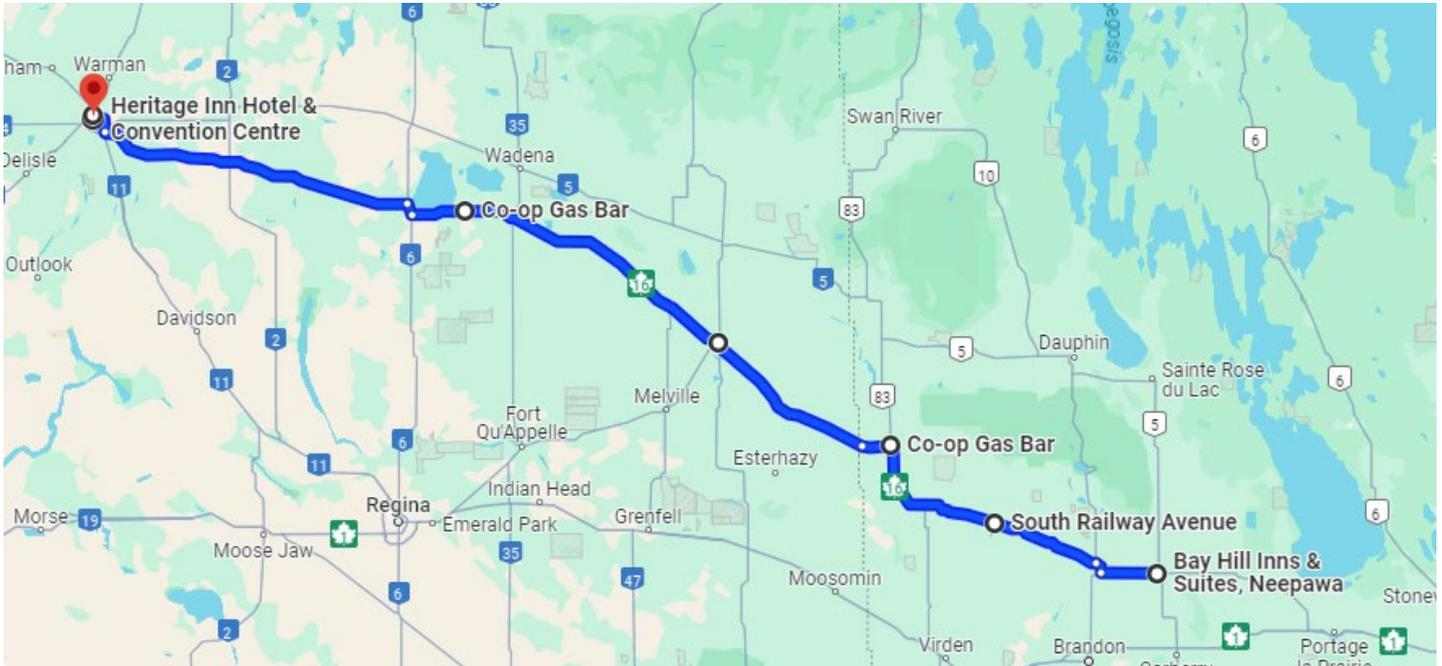 6
ham
Warman
2
Heritage Inn Hotel &
Convention Centre
35
Swan River
6
Delisle
Wadena
5
10
11
Co-op Gas Bar
83
6
Outlook
16
5
Davidson
2
5
Dauphin
11
Sainte Rose
du Lac
6
Melville
83
5
Fort
Qu'Appelle
6
Co-op Gas Bar
Esterhazy
11
16
Indian Head
Regina
Morse
19
Emerald Park
Grenfell
South Railway Avenue
6
1
Moose Jaw
35
Bay Hill Inns &
Suites, Neepawa
47
Moosomin
6
Stonew
2
Virden
Brandon
1
Portage
1
la Prairie